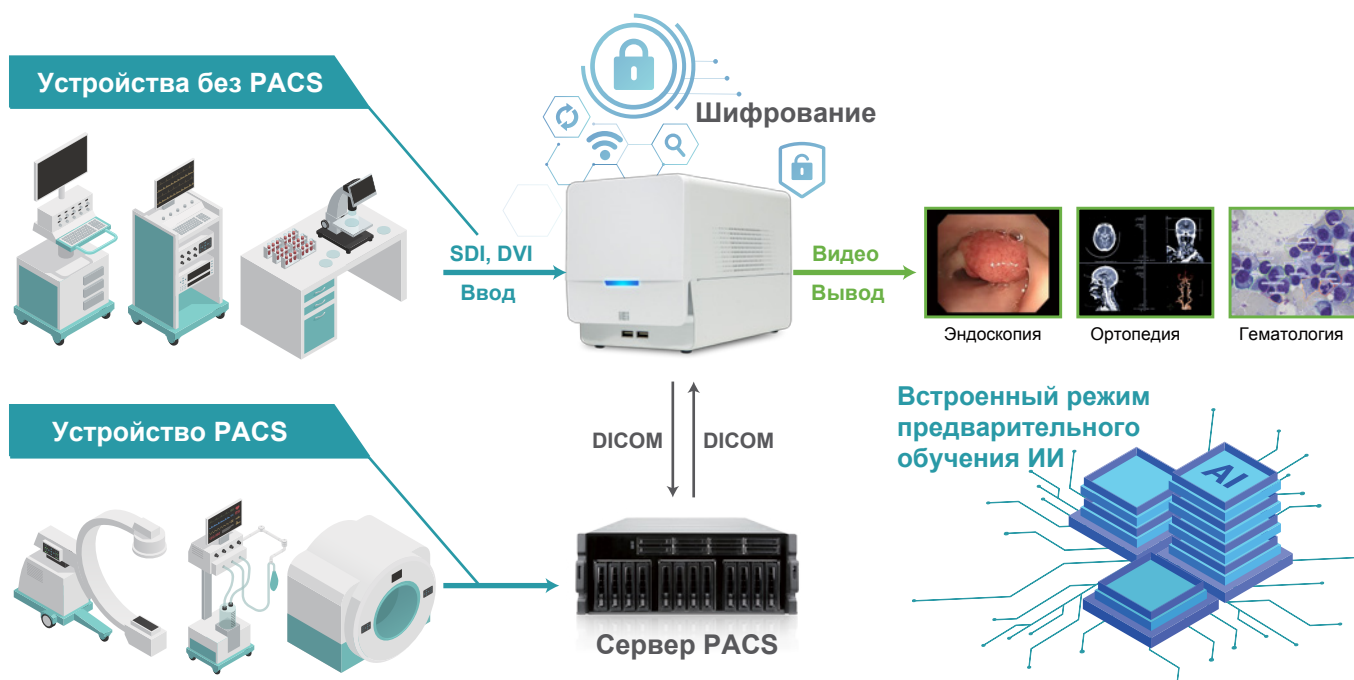 Устройства без PACS
Шифрование
SDI, DVI
Ввод
Видео
Вывод
Эндоскопия
Ортопедия
Гематология
Устройство PACS
DICOM
DICOM
Встроенный режим
предварительного
обучения ИИ
AI
Сервер PACS